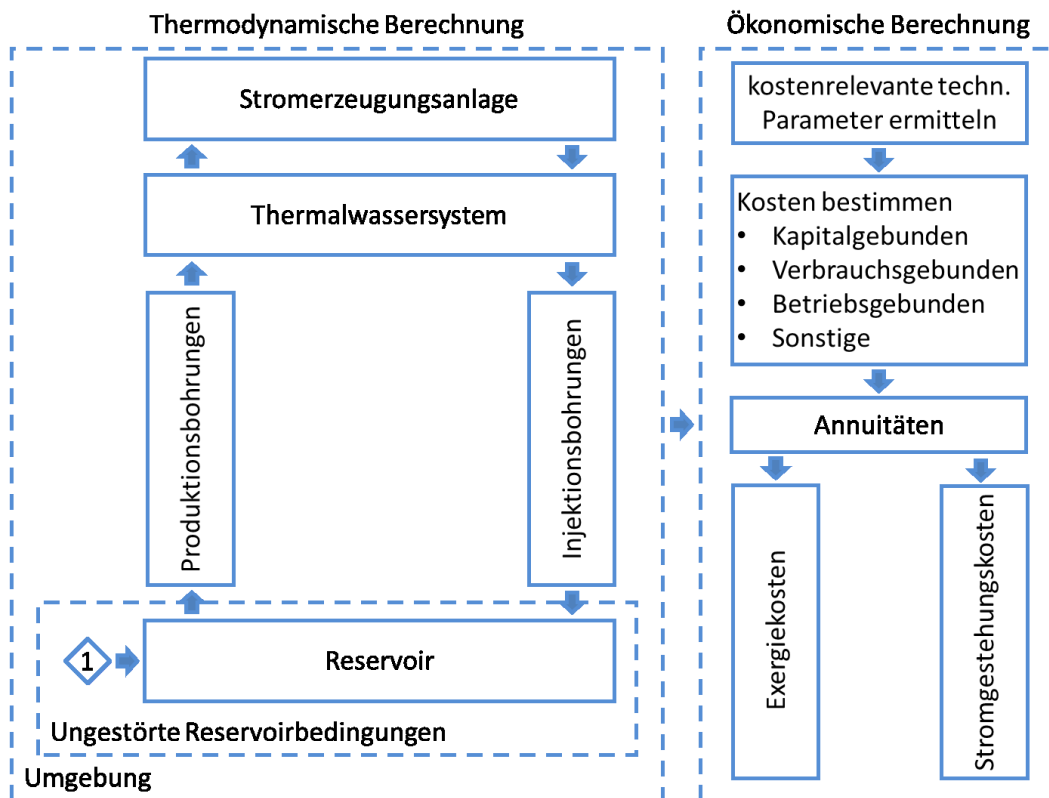 Thermodynamische Berechnung
Stromerzeugungsanlage
Thermalwassersystem
Produktionsbohrungen
Injektionsbohrungen
1
Reservoir
Ungestörte Reservoirbedingungen
Umgebung
Ökonomische Berechnung
kostenrelevante techn.
Parameter ermitteln
Kosten bestimmen
• Kapitalgebunden
• Verbrauchsgebunden
• Betriebsgebunden
• Sonstige
Annuitäten
Exergiekosten
Stromgestehungskosten